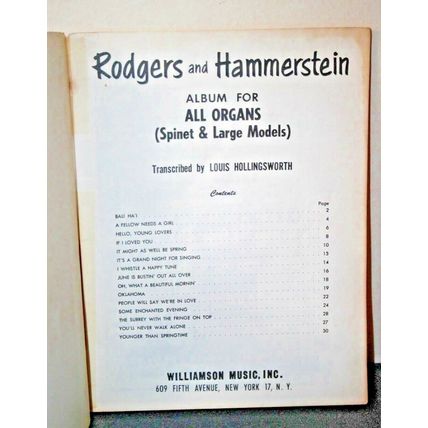 Rodgers and Hammerstein
ALBUM FOR
ALL ORGANS
(Spinet & Large Models)
Transcribed by LOUIS HOLLINGSWORTH
Contents
Page
BALI HA'I 2
A FELLOW NEEDS A GIRL 4
HELLO, YOUNG LOVERS 6
IF I LOVED YOU 8
IT MIGHT AS WELL BE SPRING 10
IT'S A GRAND NIGHT FOR SINGING
I WHISTLE A HAPPY TUNE 14
JUNE IS BUSTIN' OUT ALL OVER 16
OH, WHAT A BEAUTIFUL MORNIN' 18
OKLAHOMA 19
PEOPLE WILL SAY WE'RE IN LOVE 22
SOME ENCHANTED EVENING 24
THE SURREY WITH THE FRINGE ON TOP
YOU'LL NEVER WALK ALONE 27
YOUNGER THAN SPRINGTIME 30
WILLIAMSON MUSIC, INC.
609 FIFTH AVENUE, NEW YORK 17, N. Y.